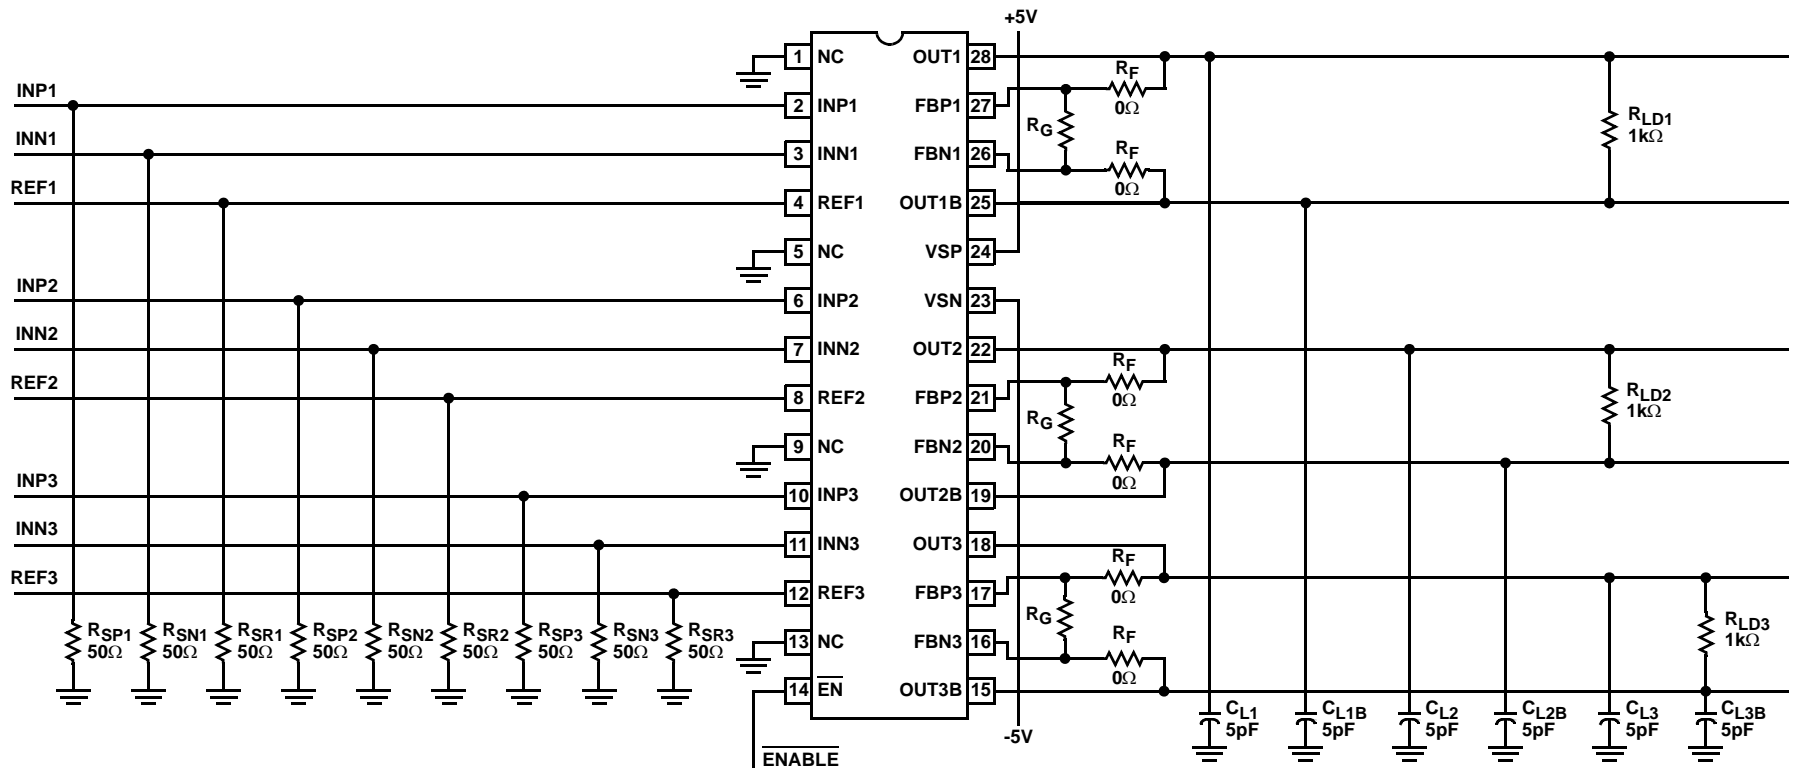 +5V
1 NC OUT1 28
INP1
2 INP1 FBP1 27
RF
0Ω
RG
INN1
3 INN1 FBN1 26
RF
0Ω
RLD1
1kΩ
REF1
4 REF1 OUT1B 25
5 NC VSP 24
INP2
6 INP2 VSN 23
INN2
7 INN2 OUT2 22
RF
0Ω
REF2
8 REF2 FBP2 21
RG
RLD2
1kΩ
9 NC FBN2 20
RF
0Ω
INP3
10 INP3 OUT2B 19
INN3
11 INN3 OUT3 18
RF
0Ω
REF3
12 REF3 FBP3 17
RG
RSP1
50Ω
RSN1
50Ω
RSR1
50Ω
RSP2
50Ω
RSN2
50Ω
RSR2
50Ω
RSP3
50Ω
RSN3
50Ω
RSR3
50Ω
13 NC FBN3 16
RF
0Ω
RLD3
1kΩ
14 EN OUT3B 15
CL1
5pF
CL1B
5pF
CL2
5pF
CL2B
5pF
CL3
5pF
CL3B
5pF
-5V
ENABLE